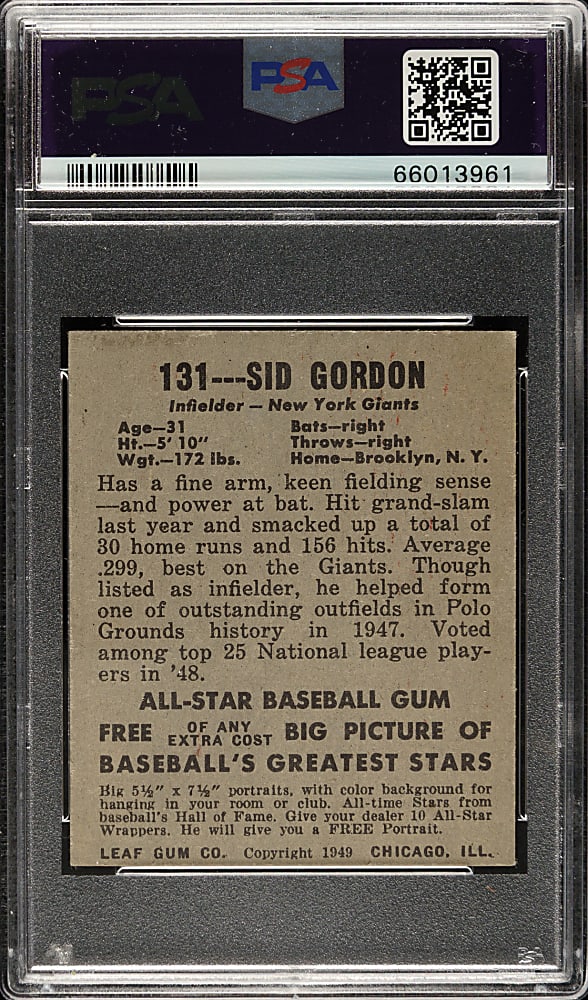 PSA
PSA
66013961
131---SID GORDON
Infielder — New York Giants
Age—31 Bats—right
Ht.—5' 10" Throws—right
Wgt.—172 lbs. Home—Brooklyn, N. Y.
Has a fine arm, keen fielding sense
—and power at bat. Hit grand-slam
last year and smacked up a total of
30 home runs and 156 hits. Average
.299, best on the Giants. Though
listed as infielder, he helped form
one of outstanding outfields in Polo
Grounds history in 1947. Voted
among top 25 National league play-
ers in '48.
ALL-STAR BASEBALL GUM
FREE OF ANY EXTRA COST BIG PICTURE OF
BASEBALL'S GREATEST STARS
Big 5½" x 7½" portraits, with color background for
hanging in your room or club. All-time Stars from
baseball's Hall of Fame. Give your dealer 10 All-Star
Wrappers. He will give you a FREE Portrait.
LEAF GUM CO. Copyright 1949 CHICAGO, ILL.